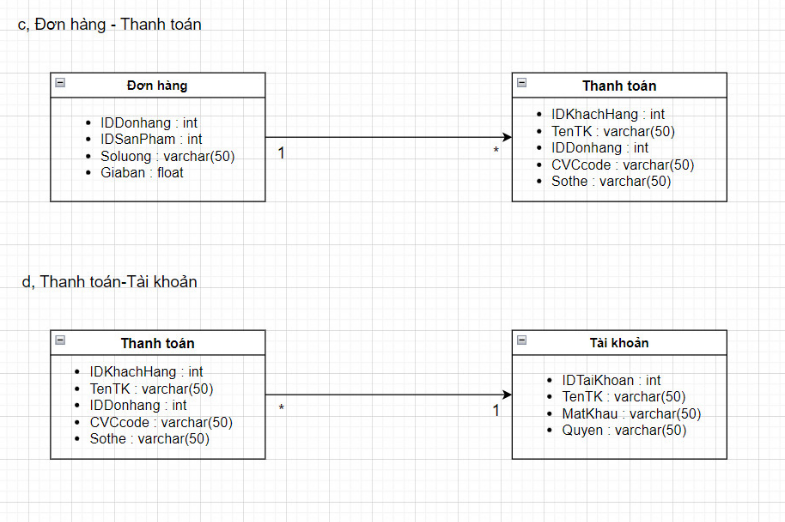 c, Đơn hàng - Thanh toán
Đơn hàng
IDDonhang : int
IDSanPham : int
Soluong : varchar(50)
Giaban : float
1
*
Thanh toán
IDKhachHang : int
TenTK : varchar(50)
IDDonhang : int
CVCcode : varchar(50)
Sothe : varchar(50)
d, Thanh toán-Tài khoản
Thanh toán
IDKhachHang : int
TenTK : varchar(50)
IDDonhang : int
CVCcode : varchar(50)
Sothe : varchar(50)
*
1
Tài khoản
IDTaiKhoan : int
TenTK : varchar(50)
MatKhau : varchar(50)
Quyen : varchar(50)